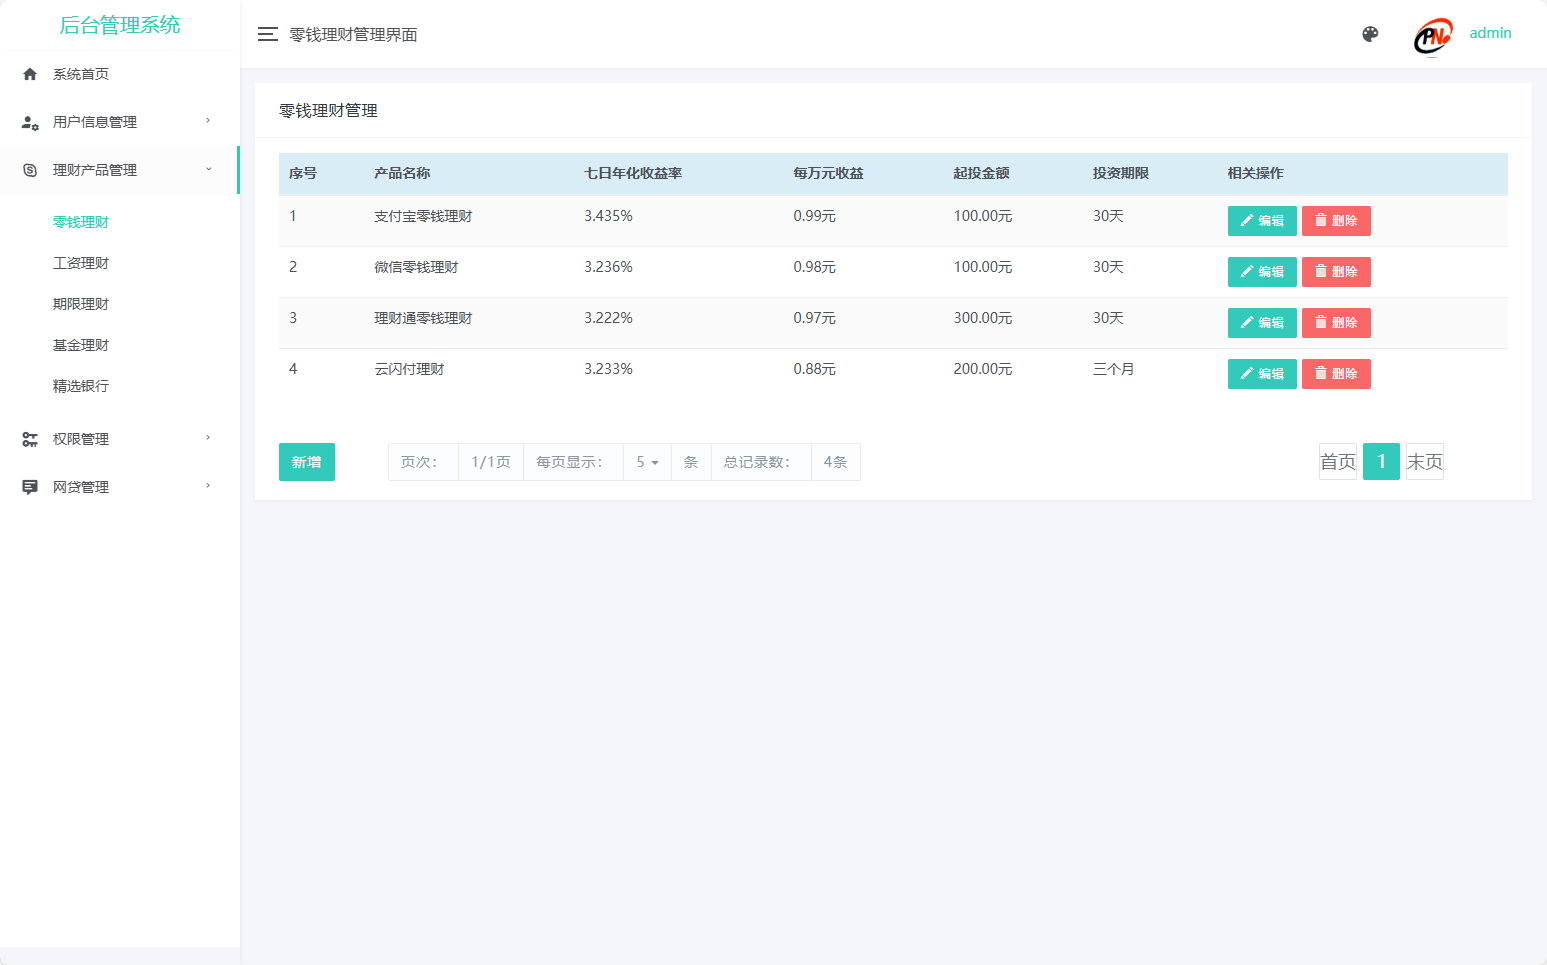 后台管理系统
零钱理财管理界面
PN
admin
系统首页
用户信息管理
理财产品管理
零钱理财
工资理财
期限理财
基金理财
精选银行
权限管理
网贷管理
零钱理财管理
序号 产品名称 七日年化收益率 每万元收益 起投金额 投资期限 相关操作
1 支付宝零钱理财 3.435% 0.99元 100.00元 30天 编辑 删除
2 微信零钱理财 3.236% 0.98元 100.00元 30天 编辑 删除
3 理财通零钱理财 3.222% 0.97元 300.00元 30天 编辑 删除
4 云闪付理财 3.233% 0.88元 200.00元 三个月 编辑 删除
新增 页次： 1/1页 每页显示： 5 条 总记录数： 4条 首页 1 末页